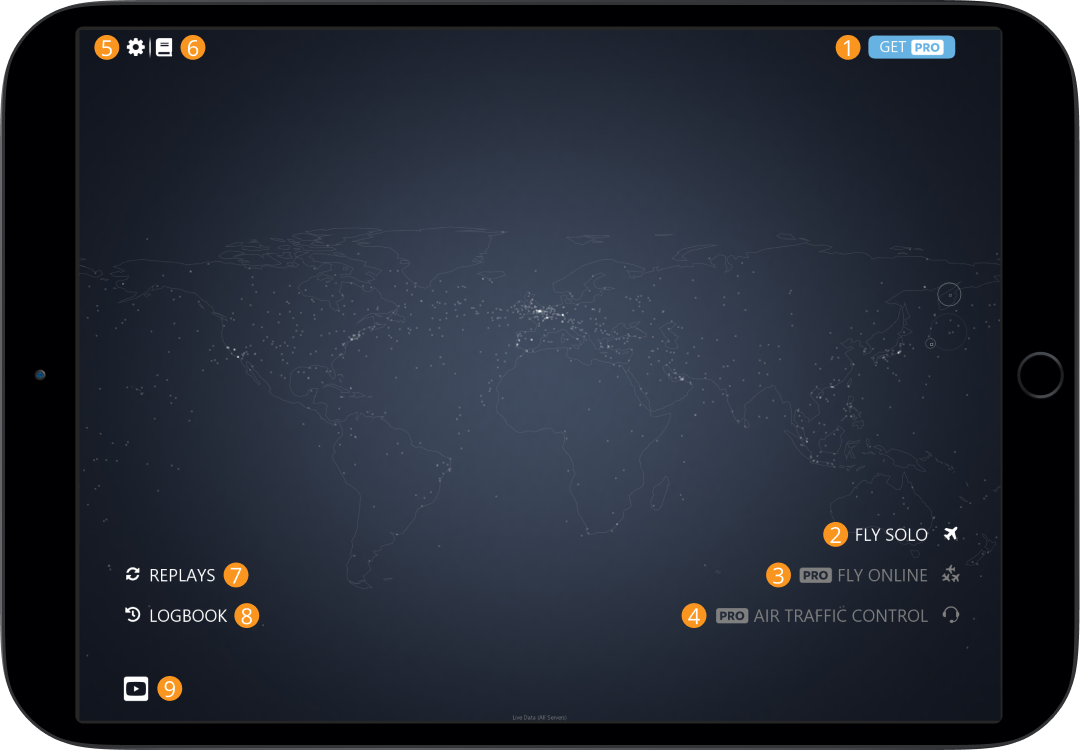 5 6 1 GET PRO
2 FLY SOLO
REPLAYS 7 3 PRO FLY ONLINE
LOGBOOK 8 4 PRO AIR TRAFFIC CONTROL
9
Live Data (All Servers)